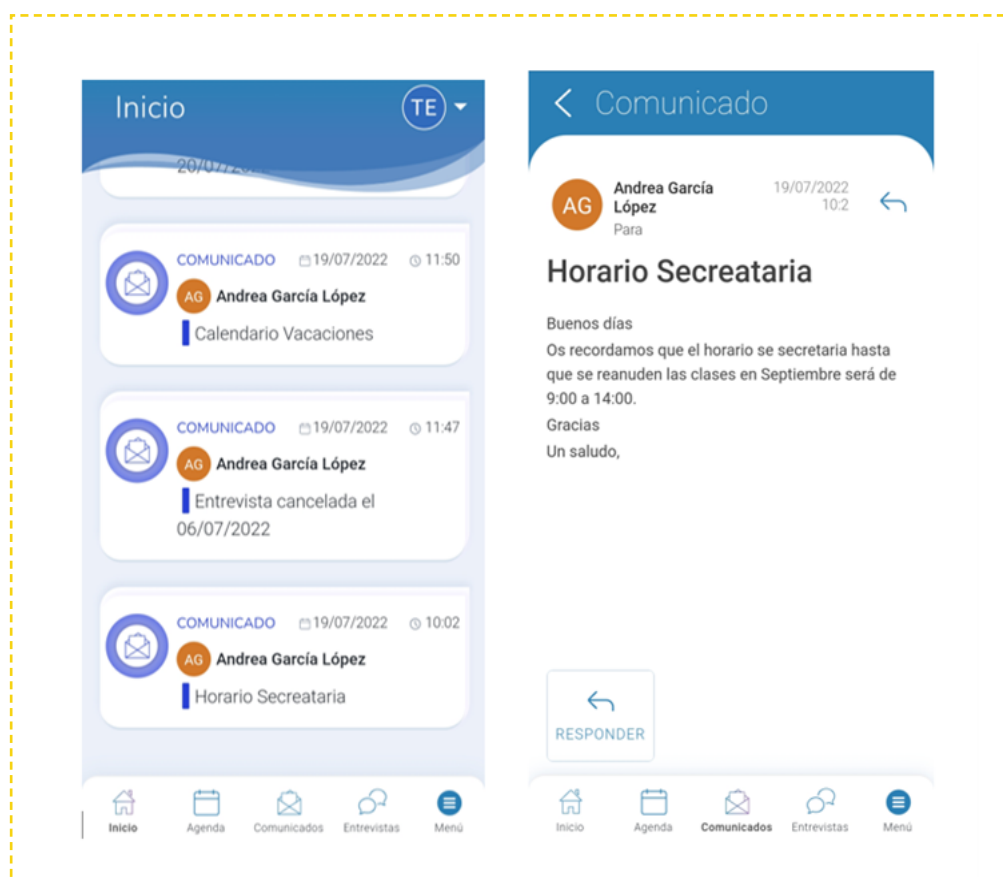 Inicio
TE
COMUNICADO 19/07/2022 11:50
AG Andrea García López
Calendario Vacaciones
COMUNICADO 19/07/2022 11:47
AG Andrea García López
Entrevista cancelada el
06/07/2022
COMUNICADO 19/07/2022 10:02
AG Andrea García López
Horario Secreataria
Inicio Agenda Comunicados Entrevistas Menú
Comunicado
AG
Andrea García
López
Para
19/07/2022
10:2
Horario Secreataria
Buenos días
Os recordamos que el horario se secretaria hasta
que se reanuden las clases en Septiembre será de
9:00 a 14:00.
Gracias
Un saludo,
RESPONDER
Inicio Agenda Comunicados Entrevistas Menú